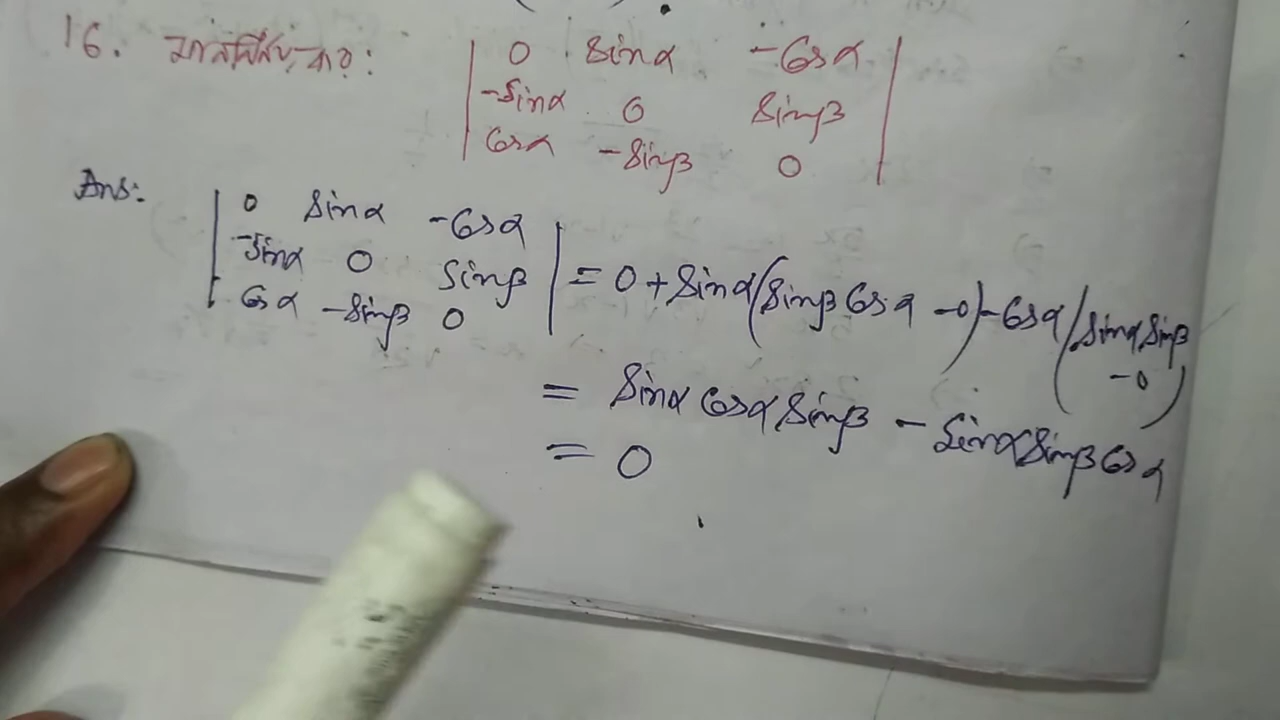 16.
| 0 sinα -cosα |
| -sinα 0 sinβ |
| cosα -sinβ 0 |
Ans:
| 0 sinα -cosα |
| -sinα 0 sinβ | = 0 + sinα(sinβ cosα -0) - cosα(sinα sinβ -0)
| cosα -sinβ 0 |
= sinα cosα sinβ - sinα sinβ cosα
= 0